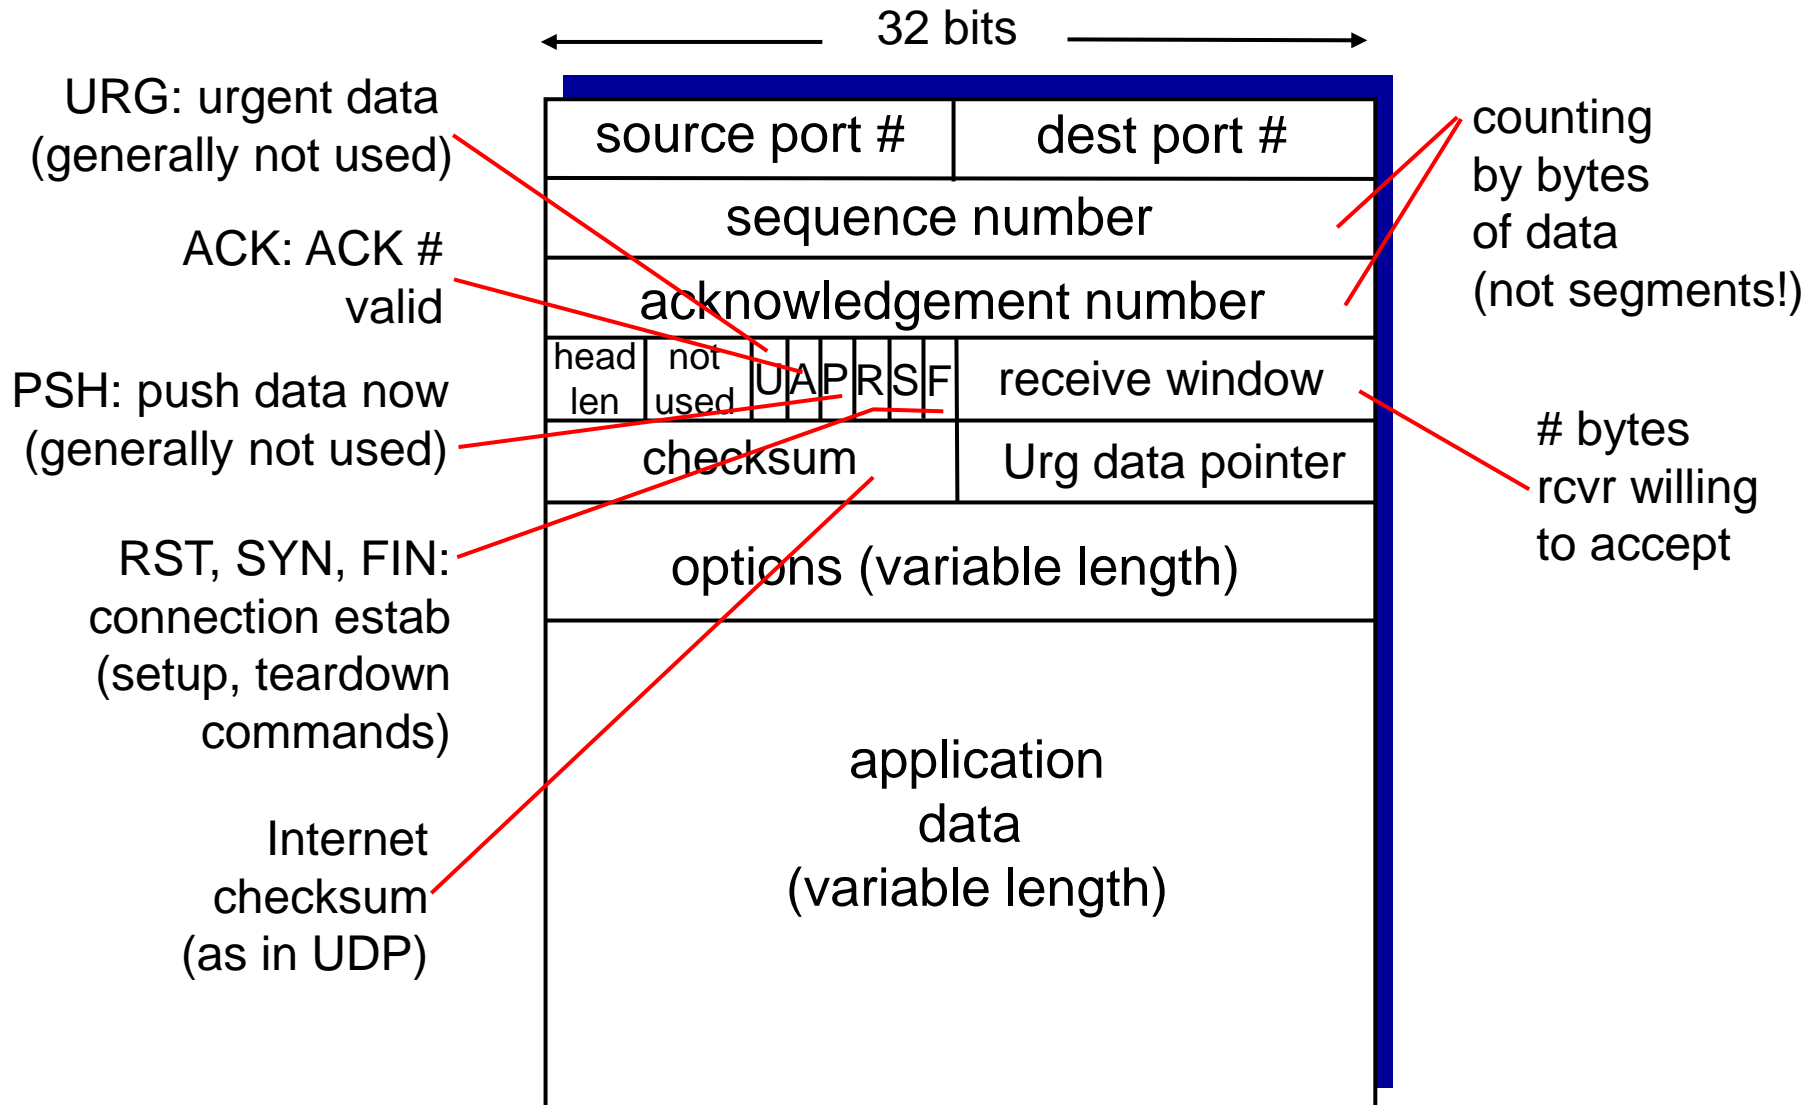 32 bits
URG: urgent data
(generally not used)
ACK: ACK #
valid
PSH: push data now
(generally not used)
RST, SYN, FIN:
connection estab
(setup, teardown
commands)
Internet
checksum
(as in UDP)
source port # dest port #
sequence number
acknowledgement number
head
len
not
used
U A P R S F
receive window
checksum Urg data pointer
options (variable length)
application
data
(variable length)
counting
by bytes
of data
(not segments!)
# bytes
rcvr willing
to accept